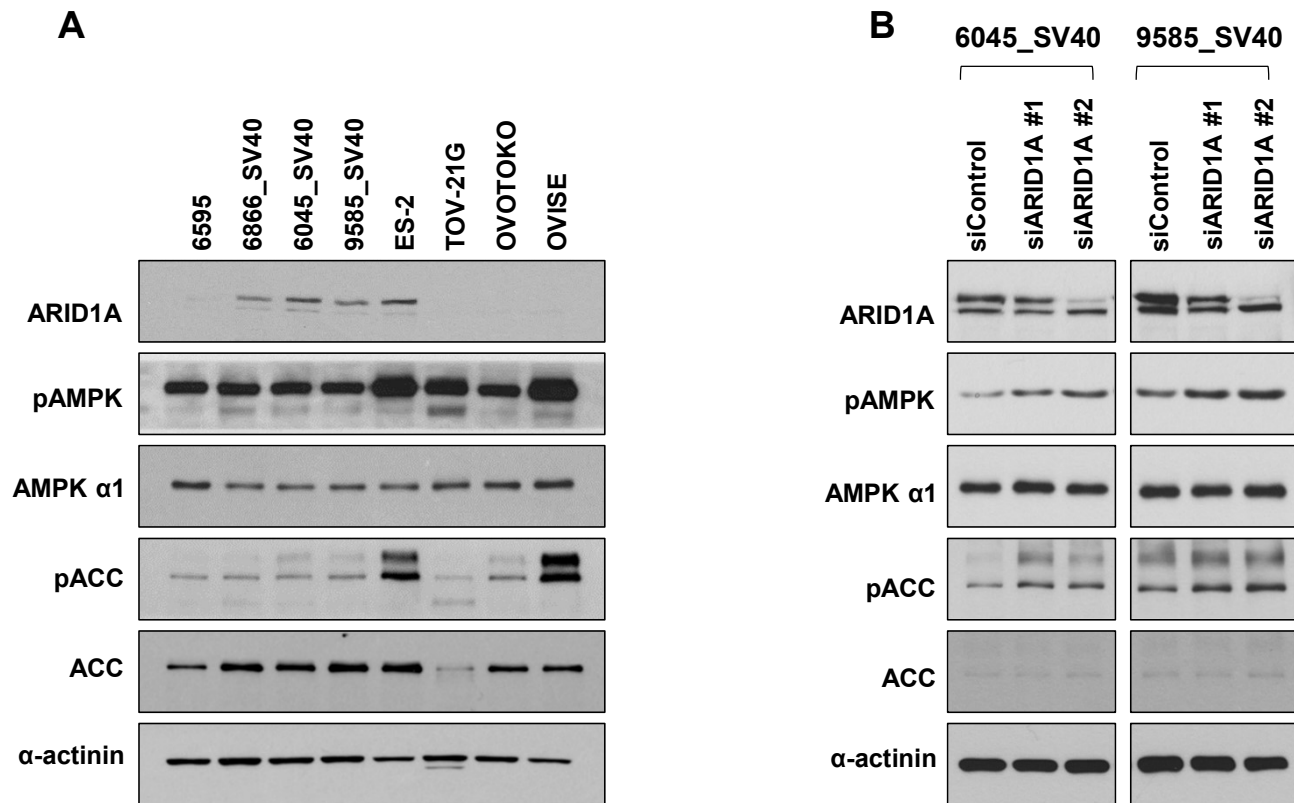 A
6595
6866_SV40
6045_SV40
9585_SV40
ES-2
TOV-21G
OVOTOKO
OVISE
ARID1A
pAMPK
AMPK α1
pACC
ACC
α-actinin
B
6045_SV40
9585_SV40
siControl
siARID1A #1
siARID1A #2
siControl
siARID1A #1
siARID1A #2
ARID1A
pAMPK
AMPK α1
pACC
ACC
α-actinin